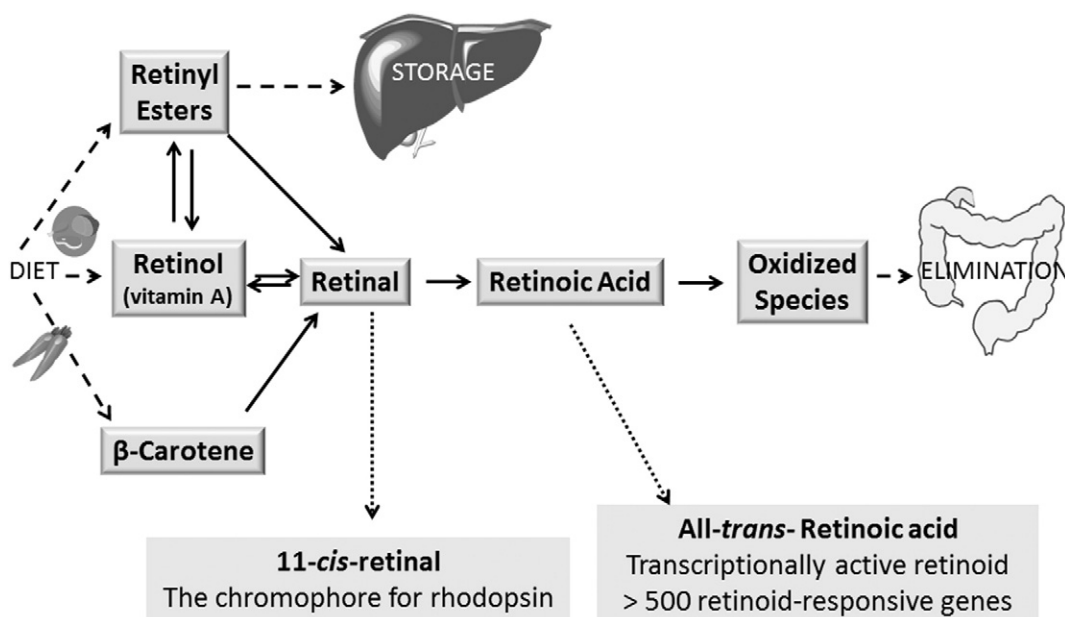 Retinyl
Esters
STORAGE
DIET
Retinol
(vitamin A)
Retinal
Retinoic Acid
Oxidized
Species
ELIMINATION
β-Carotene
11-cis-retinal
The chromophore for rhodopsin
All-trans- Retinoic acid
Transcriptionally active retinoid
> 500 retinoid-responsive genes